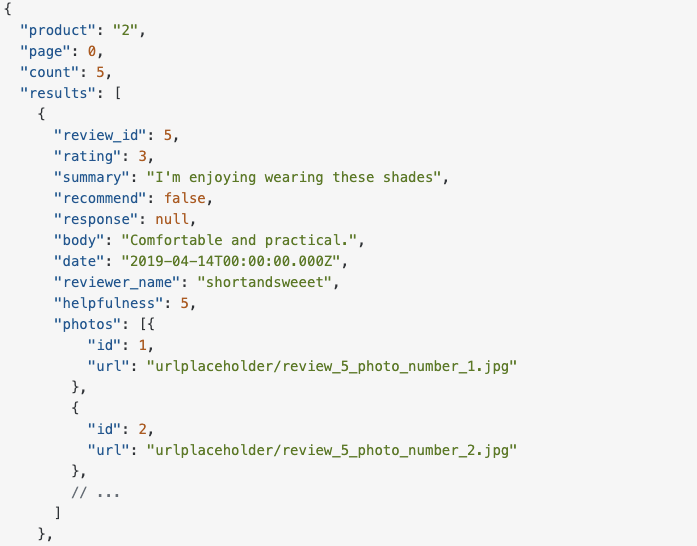 {
  "product": "2",
  "page": 0,
  "count": 5,
  "results": [
    {
      "review_id": 5,
      "rating": 3,
      "summary": "I'm enjoying wearing these shades",
      "recommend": false,
      "response": null,
      "body": "Comfortable and practical.",
      "date": "2019-04-14T00:00:00.000Z",
      "reviewer_name": "shortandsweeet",
      "helpfulness": 5,
      "photos": [{
          "id": 1,
          "url": "urlplaceholder/review_5_photo_number_1.jpg"
        },
        {
          "id": 2,
          "url": "urlplaceholder/review_5_photo_number_2.jpg"
        },
        // ...
      ]
    },